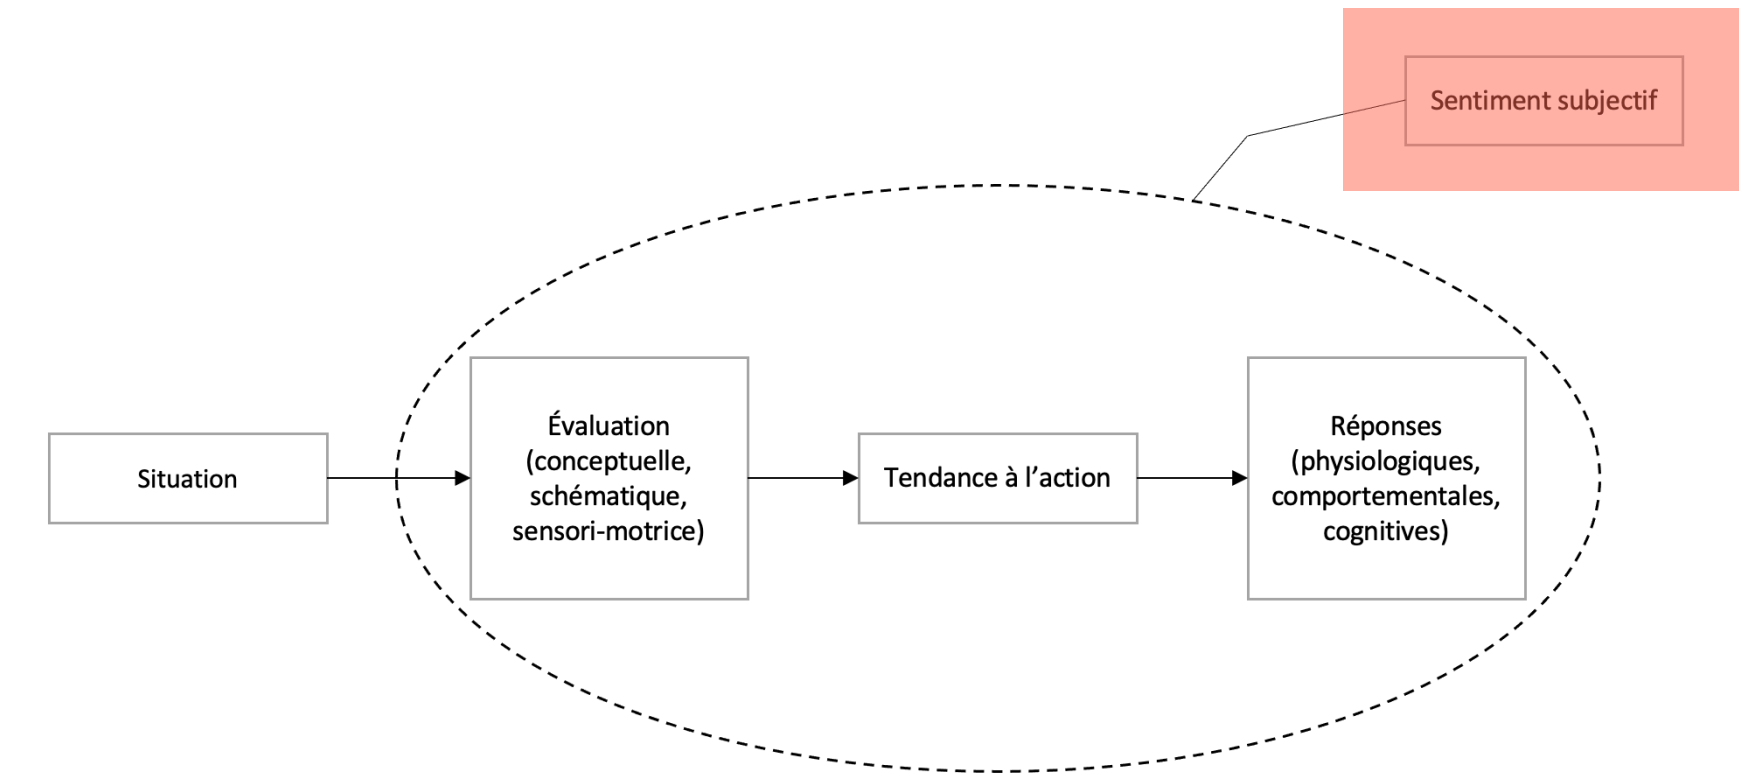 Sentiment subjectif
Situation
Évaluation
(conceptuelle,
schématique,
sensori-motrice)
Tendance à l’action
Réponses
(physiologiques,
comportementales,
cognitives)